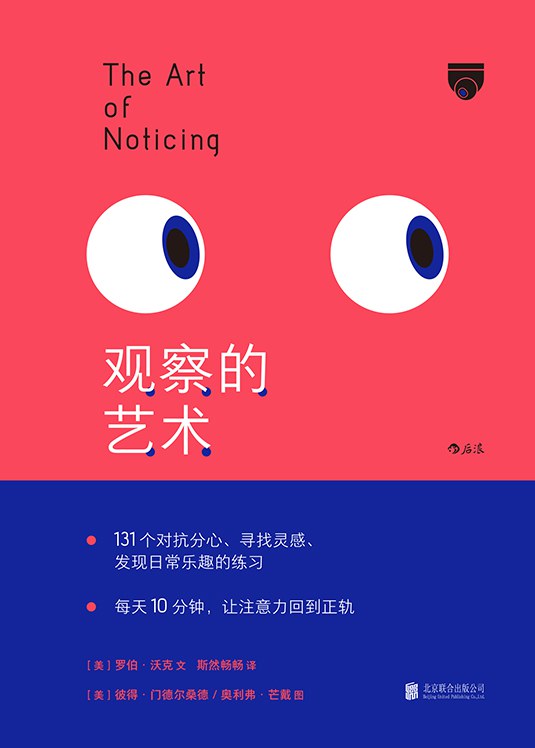 The Art
of
Noticing
观察的
艺术
后浪
131 个对抗分心、寻找灵感、
发现日常乐趣的练习
每天 10 分钟，让注意力回到正轨
［美］罗伯·沃克 文 斯然畅畅 译
［美］彼得·门德尔桑德 / 奥利弗·芒戴 图
北京联合出版公司
Beijing United Publishing Co.,Ltd.